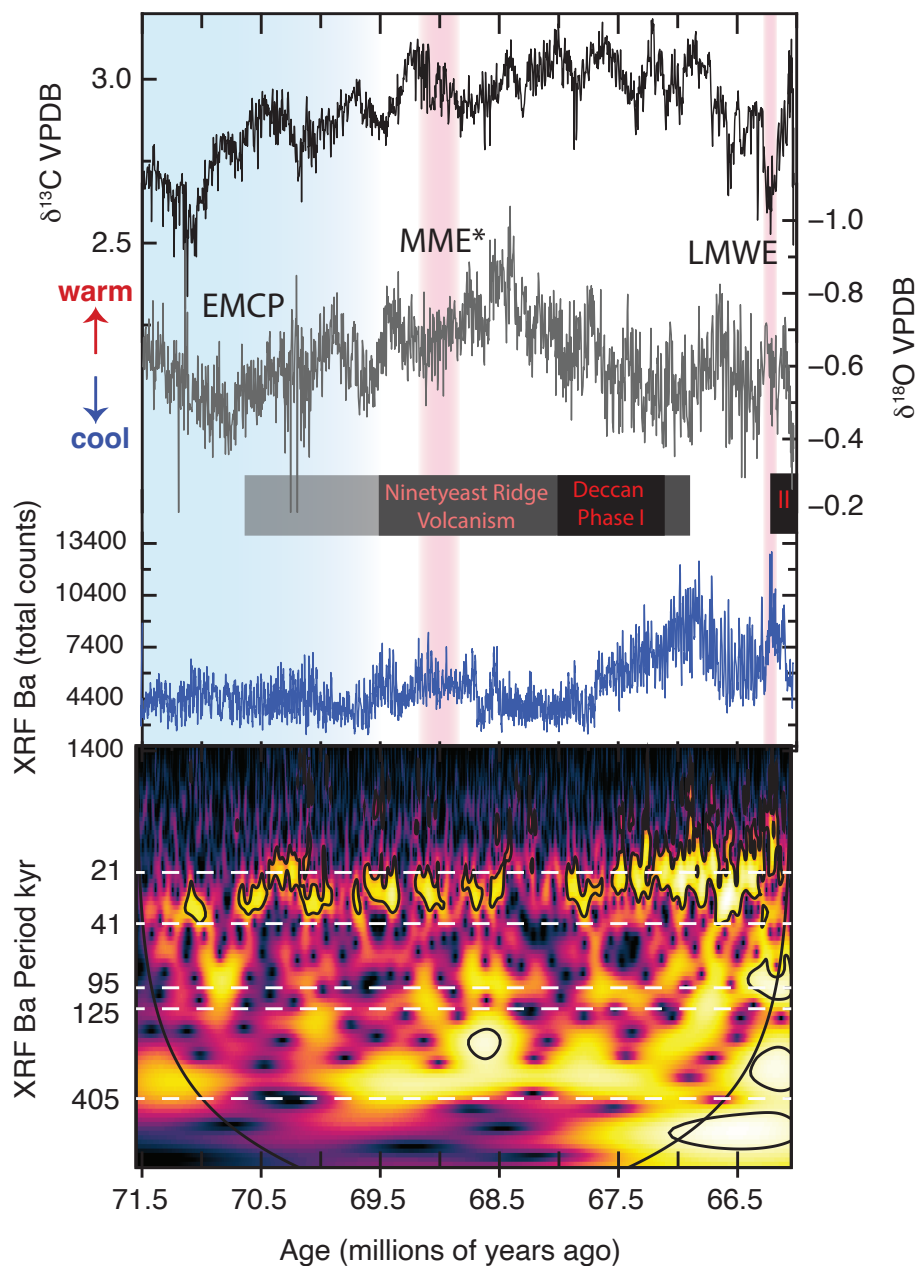 3.0
2.5
δ13C VPDB
MME*
LMWE
EMCP
warm
cool
−1.0
−0.8
−0.6
−0.4
−0.2
δ18O VPDB
Ninetyeast Ridge
Volcanism
Deccan
Phase I
II
13400
10400
7400
4400
1400
XRF Ba (total counts)
21
41
95
125
405
XRF Ba Period kyr
71.5 70.5 69.5 68.5 67.5 66.5
Age (millions of years ago)